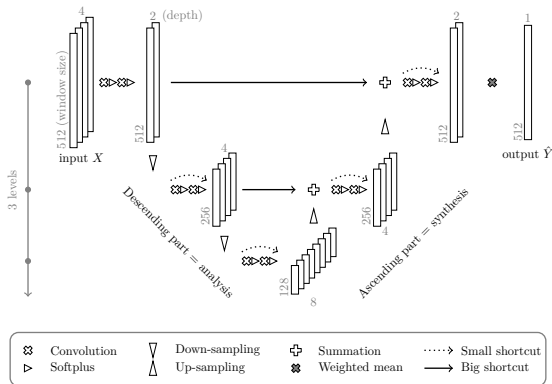 4
2 (depth)
2
1
512 (window size)
512
512
512
input X
output Ŷ
3 levels
4
256
256
4
Descending part = analysis
Ascending part = synthesis
128
8
Convolution
Down-sampling
Summation
Small shortcut
Softplus
Up-sampling
Weighted mean
Big shortcut